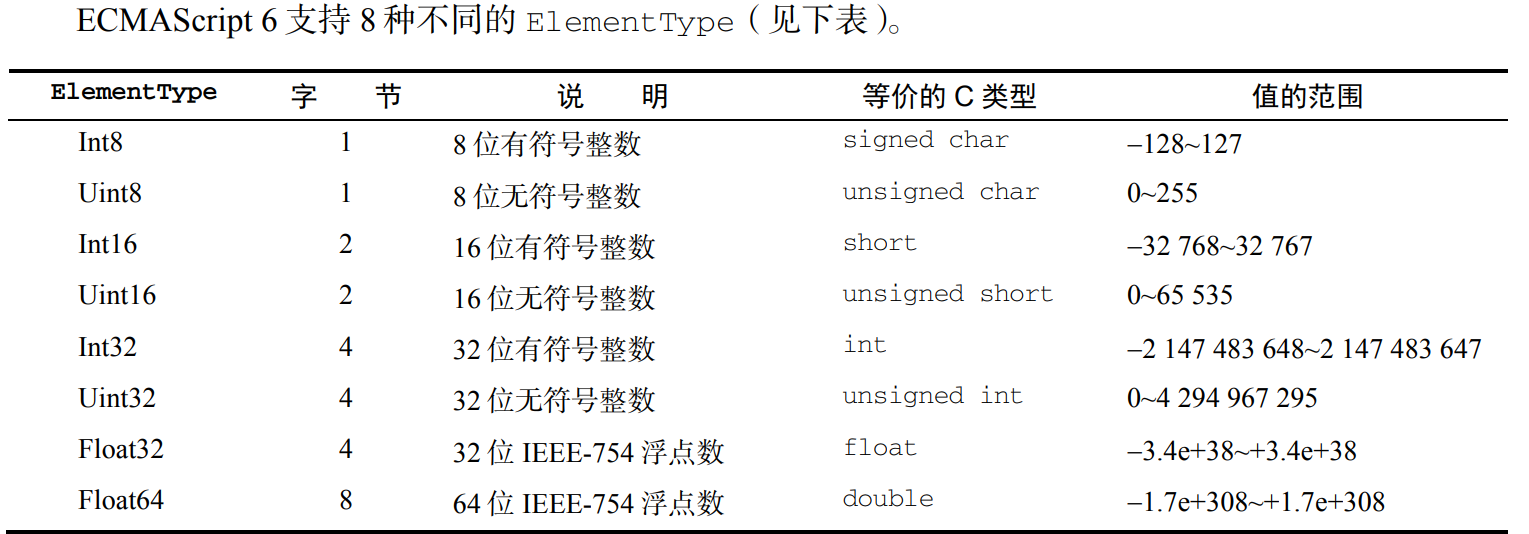 ECMAScript 6 支持 8 种不同的 ElementType（见下表）。
ElementType 字 节 说 明 等价的 C 类型 值的范围
Int8 1 8 位有符号整数 signed char –128~127
Uint8 1 8 位无符号整数 unsigned char 0~255
Int16 2 16 位有符号整数 short –32 768~32 767
Uint16 2 16 位无符号整数 unsigned short 0~65 535
Int32 4 32 位有符号整数 int –2 147 483 648~2 147 483 647
Uint32 4 32 位无符号整数 unsigned int 0~4 294 967 295
Float32 4 32 位 IEEE-754 浮点数 float –3.4e+38~+3.4e+38
Float64 8 64 位 IEEE-754 浮点数 double –1.7e+308~+1.7e+308